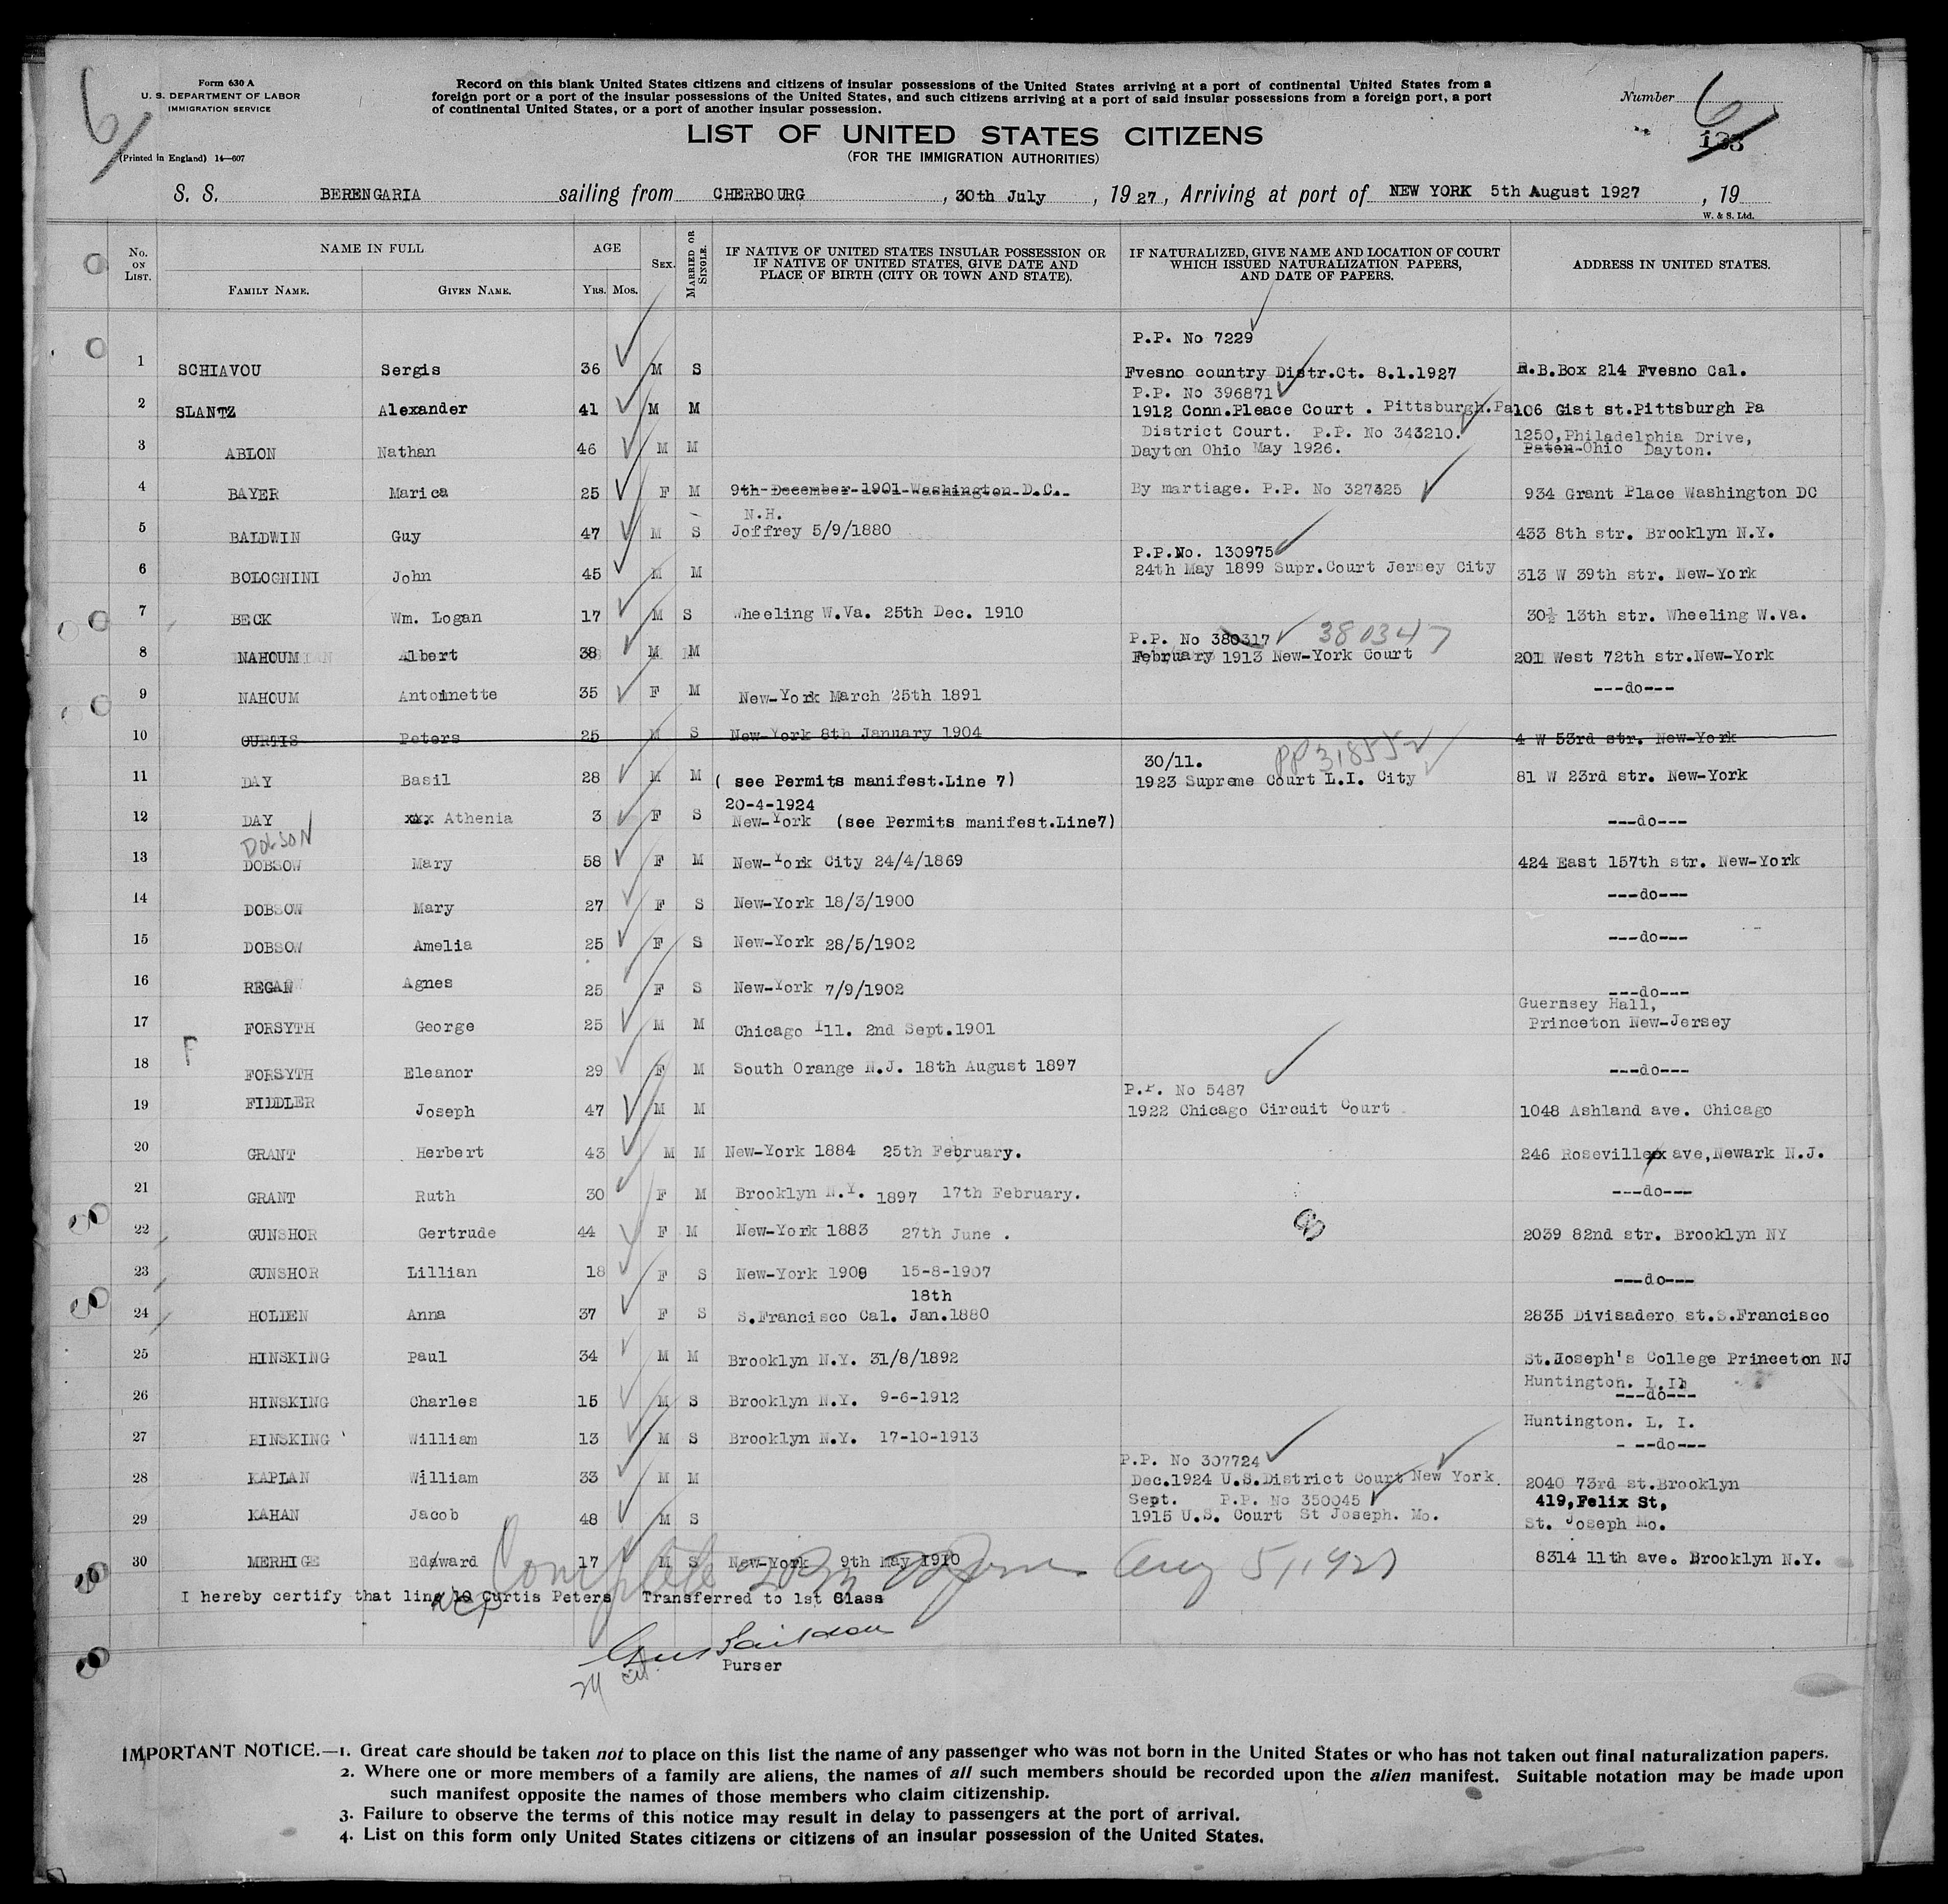 Form 630 A
U. S. DEPARTMENT OF LABOR
IMMIGRATION SERVICE
(Printed in England) 14—607
6
Record on this blank United States citizens and citizens of insular possessions of the United States arriving at a port of continental United States from a
foreign port or a port of the insular possessions of the United States, and such citizens arriving at a port of said insular possessions from a foreign port, a port
of continental United States, or a port of another insular possession.
Number 6
LIST OF UNITED STATES CITIZENS
(FOR THE IMMIGRATION AUTHORITIES)
S. S. BERENGARIA sailing from CHERBOURG , 30th July , 1927, Arriving at port of NEW YORK 5th August 1927 , 19
W. & S. Ltd.
No. ON LIST. NAME IN FULL FAMILY NAME. GIVEN NAME. AGE YRS. MOS. SEX. MARRIED OR SINGLE. IF NATIVE OF UNITED STATES INSULAR POSSESSION OR IF NATIVE OF UNITED STATES, GIVE DATE AND PLACE OF BIRTH (CITY OR TOWN AND STATE). IF NATURALIZED, GIVE NAME AND LOCATION OF COURT WHICH ISSUED NATURALIZATION PAPERS, AND DATE OF PAPERS. ADDRESS IN UNITED STATES.
P.P. No 7229
1 SCHIAVOU Sergis 36 M S Fvesno country Distr.Ct. 8.1.1927 R.B.Box 214 Fvesno Cal.
P.P. No 396871
2 SLANTZ Alexander 41 M M 1912 Conn.Pleace Court . Pittsburgh.Pa 106 Gist st.Pittsburgh Pa
District Court. P.P. No 343210. 1250,Philadelphia Drive,
3 ABLON Nathan 46 M M Dayton Ohio May 1926. Paten-Ohio Dayton.
4 BAYER Marica 25 F M 9th-December-1901-Washington-D.C. By martiage. P.P. No 327325 934 Grant Place Washington DC
N.H.
5 BALDWIN Guy 47 M S Joffrey 5/9/1880 433 8th str. Brooklyn N.Y.
P.P.No. 130975
6 BOLOGNINI John 45 M M 24th May 1899 Supr.Court Jersey City 313 W 39th str. New-York
7 BECK Wm. Logan 17 M S Wheeling W.Va. 25th Dec. 1910 30½ 13th str. Wheeling W.Va.
P.P. No 380317 380347
8 NAHOUM Albert 38 M M February 1913 New-York Court 201 West 72th str.New-York
9 NAHOUM Antoinette 35 F M New-York March 25th 1891 ---do---
10 CURTIS Peters 25 M S New-York 8th January 1904 4 W 53rd str. New-York
30/11. PP 318552
11 DAY Basil 28 M M ( see Permits manifest.Line 7) 1923 Supreme Court L.I. City 81 W 23rd str. New-York
20-4-1924
12 DAY xxx Athenia 3 F S New-York (see Permits manifest.Line7) ---do---
DOBSON
13 DOBSOW Mary 58 F M New-York City 24/4/1869 424 East 157th str. New-York
14 DOBSOW Mary 27 F S New-York 18/3/1900 ---do---
15 DOBSOW Amelia 25 F S New-York 28/5/1902 ---do---
16 REGAN Agnes 25 F S New-York 7/9/1902 ---do---
Guernsey Hall,
17 FORSYTH George 25 M M Chicago Ill. 2nd Sept.1901 Princeton New-Jersey
F
18 FORSYTH Eleanor 29 F M South Orange N.J. 18th August 1897 ---do---
P.P. No 5487
19 FIDDLER Joseph 47 M M 1922 Chicago Circuit Court 1048 Ashland ave. Chicago
20 GRANT Herbert 43 M M New-York 1884 25th February. 246 Rosevillexx ave,Newark N.J.
21 GRANT Ruth 30 F M Brooklyn N.Y. 1897 17th February. ---do---
22 GUNSHOR Gertrude 44 F M New-York 1883 27th June . 2039 82nd str. Brooklyn NY
23 GUNSHOR Lillian 18 F S New-York 1909 15-8-1907 ---do---
18th
24 HOLDEN Anna 37 F S S.Francisco Cal. Jan.1880 2835 Divisadero st.S.Francisco
25 HINSKING Paul 34 M M Brooklyn N.Y. 31/8/1892 St.Joseph's College Princeton NJ
Huntington. L.I.
26 HINSKING Charles 15 M S Brooklyn N.Y. 9-6-1912 ---do---
Huntington. L. I.
27 HINSKING William 13 M S Brooklyn N.Y. 17-10-1913 - --do---
P.P. No 307724
28 KAPLAN William 33 M M Dec.1924 U.S.District Court New York. 2040 73rd st.Brooklyn
Sept. P.P. No 350045 419,Felix St,
29 KAHAN Jacob 48 M S 1915 U.S. Court St Joseph. Mo. St. Joseph Mo.
30 MERHIGE Edward 17 M S New-York 9th May 1910 8314 11th ave. Brooklyn N.Y.
Complete Aug 5, 1927
I hereby certify that line 10 Curtis Peters Transferred to 1st Class
Purser
IMPORTANT NOTICE.—1. Great care should be taken not to place on this list the name of any passenger who was not born in the United States or who has not taken out final naturalization papers.
2. Where one or more members of a family are aliens, the names of all such members should be recorded upon the alien manifest. Suitable notation may be made upon
such manifest opposite the names of those members who claim citizenship.
3. Failure to observe the terms of this notice may result in delay to passengers at the port of arrival.
4. List on this form only United States citizens or citizens of an insular possession of the United States.